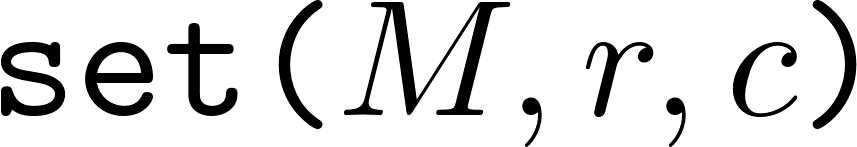 set(M, r, c)